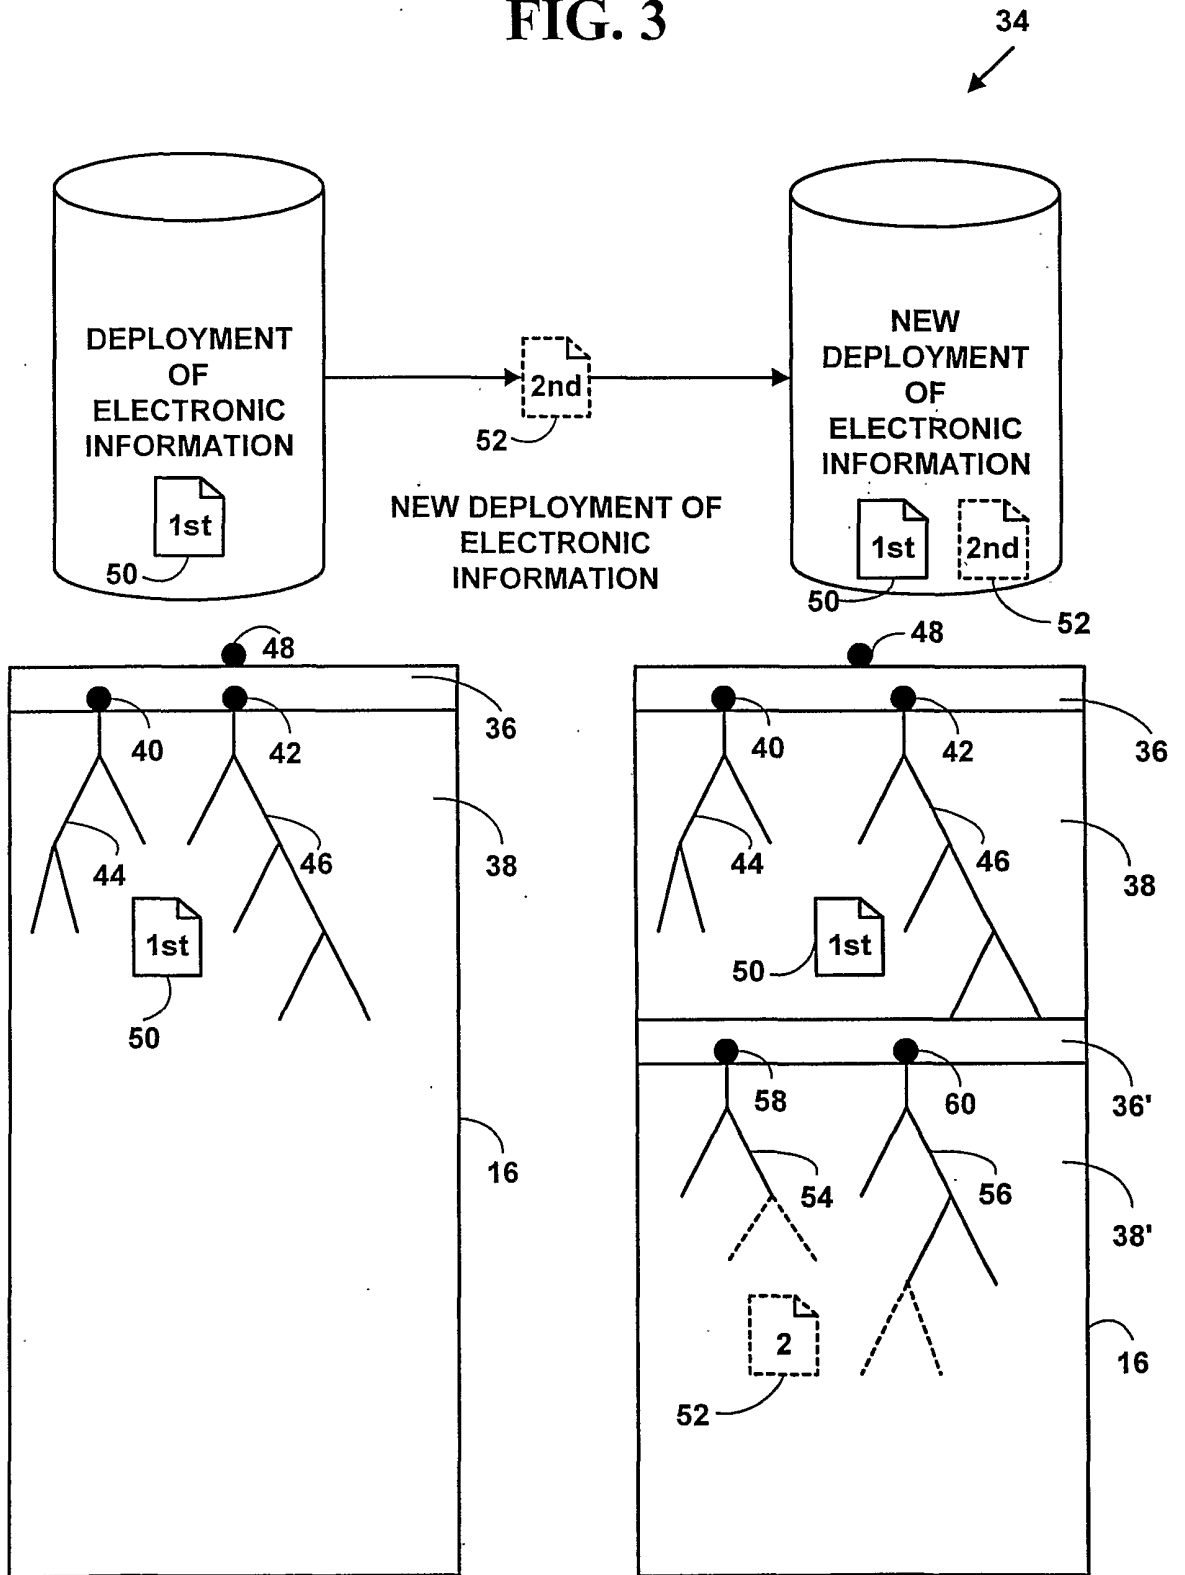 FIG. 3
34
DEPLOYMENT
OF
ELECTRONIC
INFORMATION
1st
50
2nd
52
NEW DEPLOYMENT OF
ELECTRONIC
INFORMATION
NEW
DEPLOYMENT
OF
ELECTRONIC
INFORMATION
1st
2nd
50
52
48
36
40
42
38
44
46
1st
50
16
48
36
40
42
38
44
46
1st
50
36'
58
60
38'
54
56
2
52
16